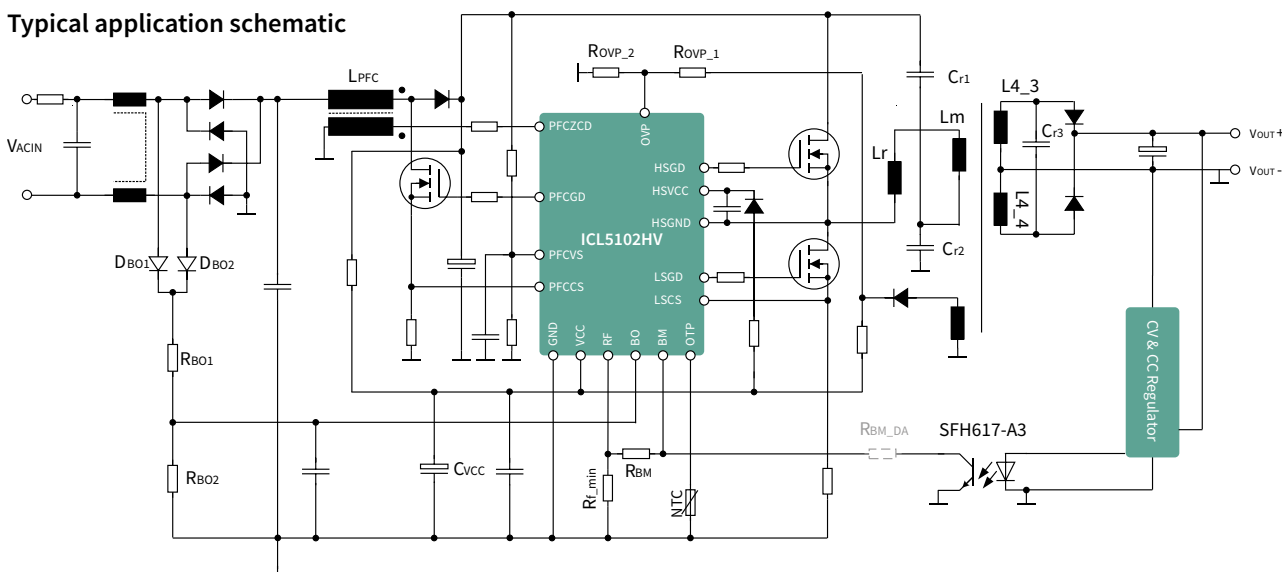 Typical application schematic
ROVP_2
ROVP_1
LPFC
Cr1
L4_3
PFCZCD
OVP
Lm
Cr3
VOUT+
VACIN
Lr
HSGD
VOUT-
HSVCC
PFCGD
L4_4
HSGND
ICL5102HV
Cr2
DBO1
DBO2
PFCVS
LSGD
PFCCS
LSCS
GND
VCC
RF
BO
BM
OTP
RBO1
CV & CC Regulator
RBM_DA
SFH617-A3
RBO2
CVCC
RBM
Rf_min
NTC